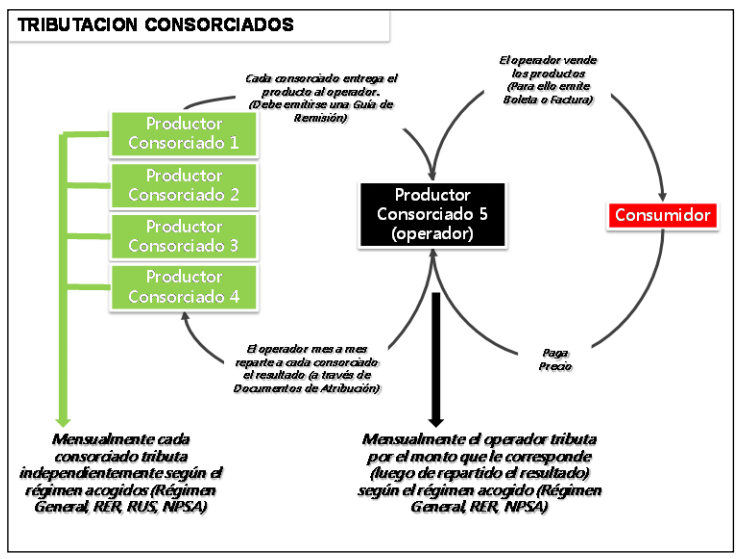 TRIBUTACION CONSORCIADOS
Cada consorciado entrega el
producto al operador.
(Debe emitirse una Guía de
Remisión)
El operador vende
los productos
(Para ello emite
Boleta o Factura)
Productor
Consorciado 1
Productor
Consorciado 2
Productor
Consorciado 3
Productor
Consorciado 4
Productor
Consorciado 5
(operador)
Consumidor
El operador mes a mes
reparte a cada consorciado
el resultado (a través de
Documentos de Atribución)
Paga
Precio
Mensualmente cada
consorciado tributa
independientemente según el
régimen acogidos (Régimen
General, RER, RUS, NPSA)
Mensualmente el operador tributa
por el monto que le corresponde
(luego de repartido el resultado)
según el régimen acogido (Régimen
General, RER, NPSA)